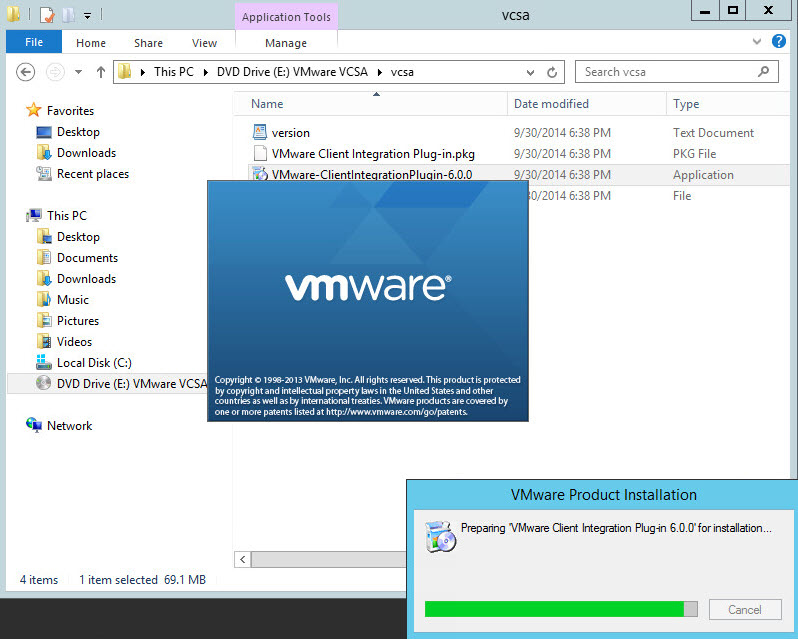 Application Tools
vcsa
File
Home
Share
View
Manage
This PC
DVD Drive (E:) VMware VCSA
vcsa
Search vcsa
Name
Date modified
Type
Favorites
Desktop
Downloads
Recent places
This PC
Desktop
Documents
Downloads
Music
Pictures
Videos
Local Disk (C:)
DVD Drive (E:) VMware VCSA
Network
version
9/30/2014 6:38 PM
Text Document
VMware Client Integration Plug-in.pkg
9/30/2014 6:38 PM
PKG File
VMware-ClientIntegrationPlugin-6.0.0
9/30/2014 6:38 PM
Application
6:38 PM
File
vmware®
Copyright © 1998-2013 VMware, Inc. All rights reserved. This product is protected
by copyright and intellectual property laws in the United States and other
countries as well as by international treaties. VMware products are covered by
one or more patents listed at http://www.vmware.com/go/patents.
VMware Product Installation
Preparing 'VMware Client Integration Plug-in 6.0.0' for installation...
Cancel
4 items
1 item selected 69.1 MB